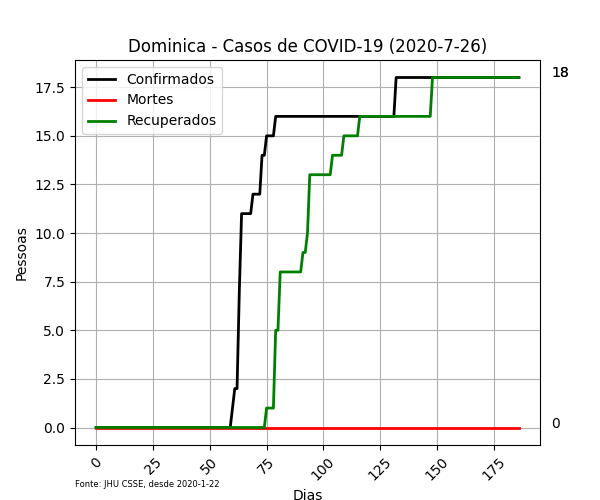 Dominica - Casos de COVID-19 (2020-7-26)
Confirmados
Mortes
Recuperados
18
17.5
15.0
12.5
10.0
7.5
5.0
2.5
0.0
0
Pessoas
0 25 50 75 100 125 150 175
Fonte: JHU CSSE, desde 2020-1-22
Dias